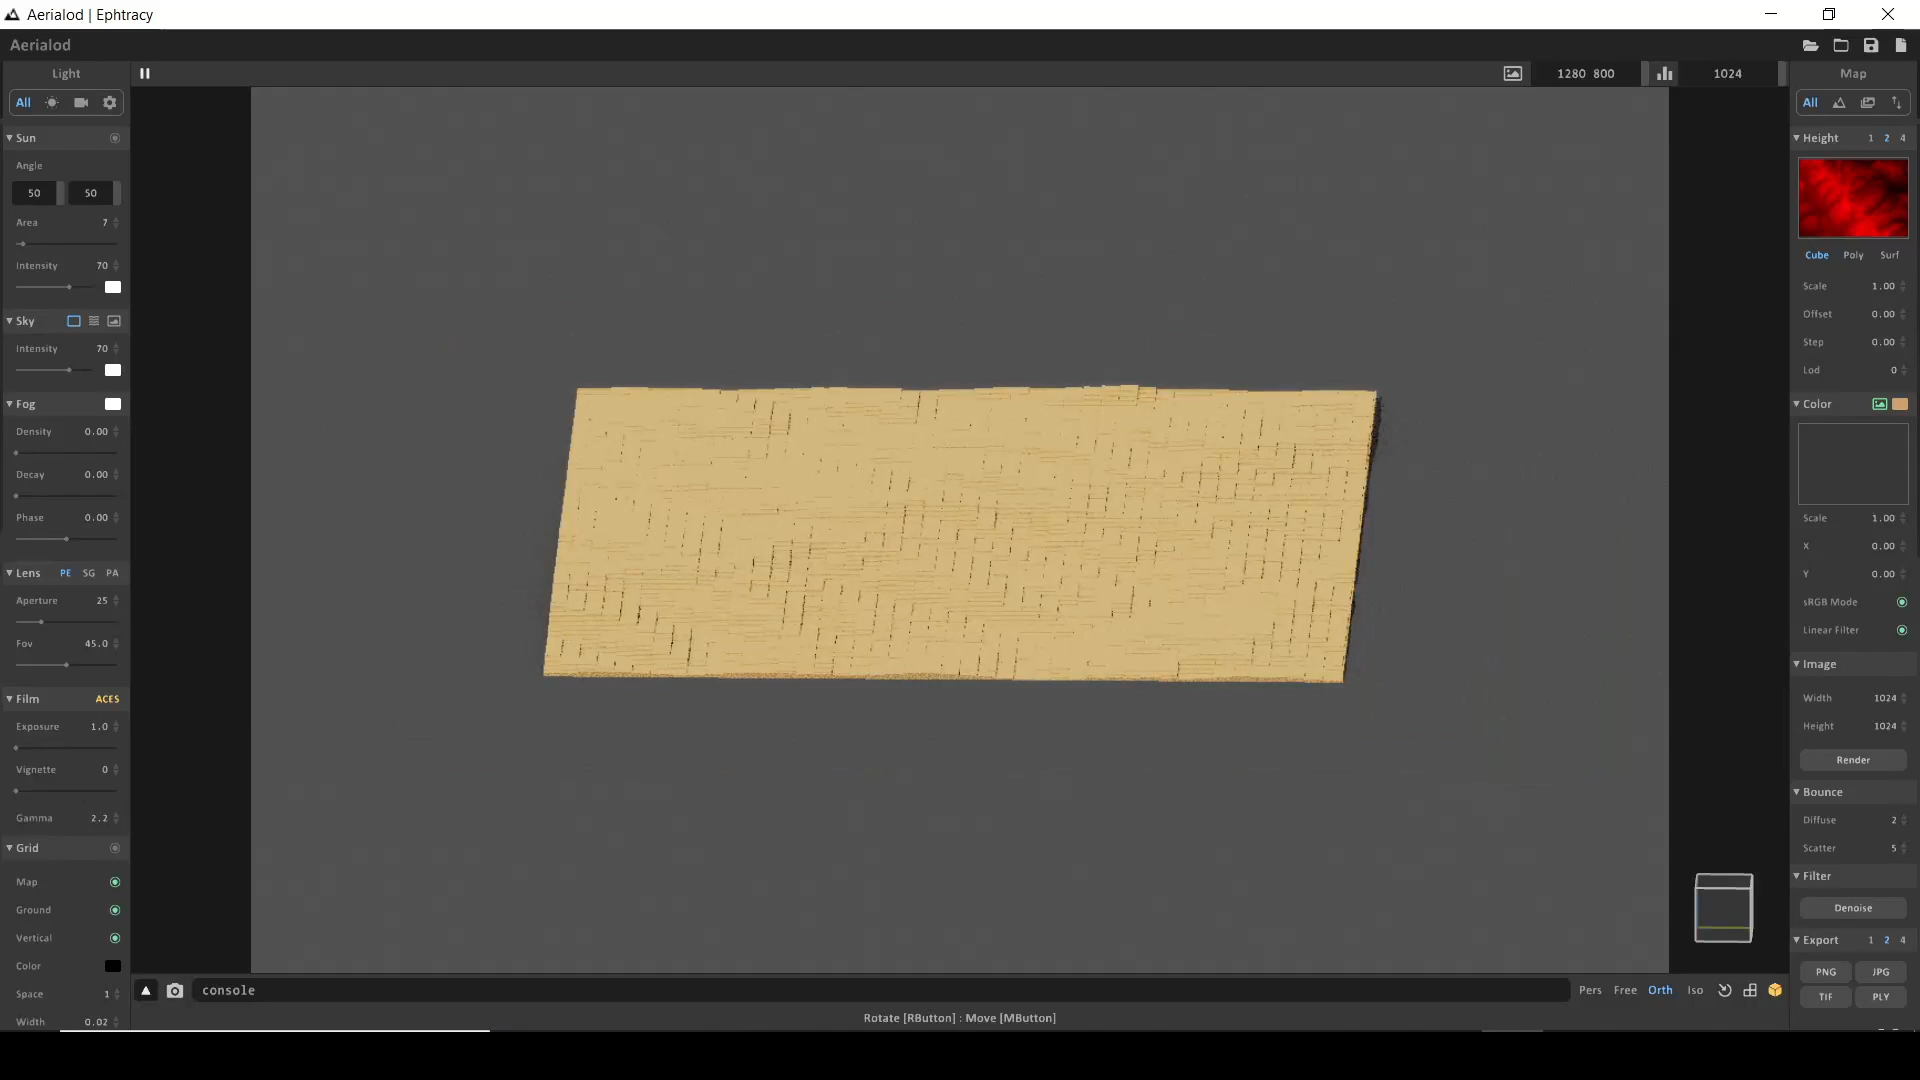 Aerialod | Ephtracy
Aerialod
Light
1280 800
1024
Map
All
All
Sun
Height 1 2 4
Angle
50 50
Area 7
Intensity 70
Cube Poly Surf
Scale 1.00
Offset 0.00
Sky
Step 0.00
Intensity 70
Lod 0
Fog
Color
Density 0.00
Decay 0.00
Phase 0.00
Scale 1.00
X 0.00
Lens PE SG PA
Y 0.00
Aperture 25
sRGB Mode
Linear Filter
Fov 45.0
Image
Film ACES
Width 1024
Exposure 1.0
Height 1024
Render
Vignette 0
Bounce
Gamma 2.2
Diffuse 2
Grid
Scatter 5
Map
Filter
Ground
Denoise
Vertical
Export 1 2 4
Color
PNG JPG
console
Pers Free Orth Iso
Space 1
TIF PLY
Width 0.02
Rotate [RButton] : Move [MButton]